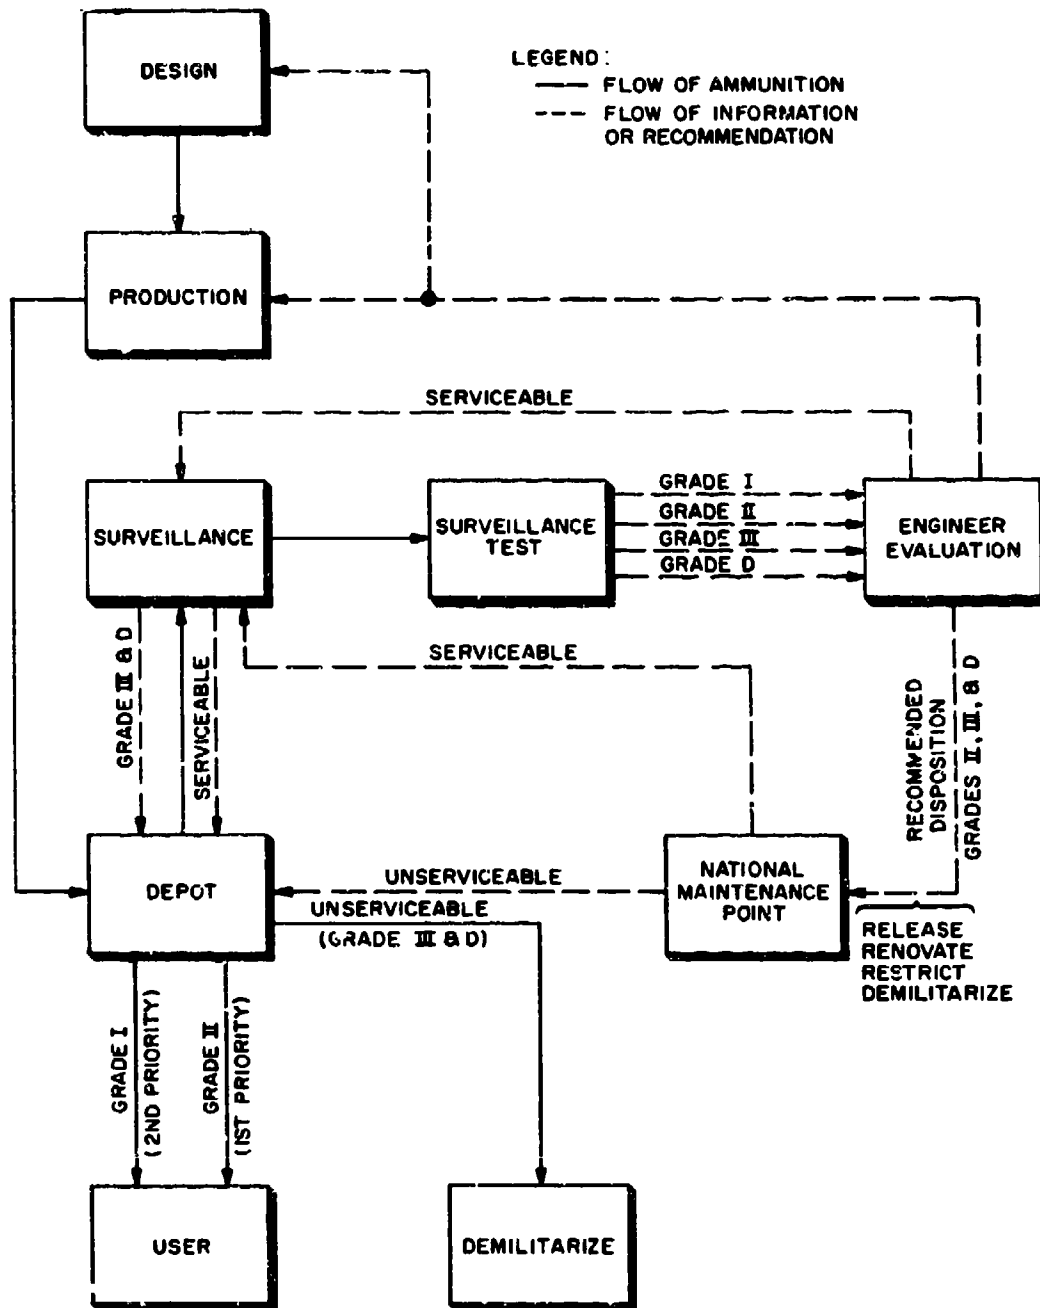 DESIGN
LEGEND:
FLOW OF AMMUNITION
FLOW OF INFORMATION
OR RECOMMENDATION
PRODUCTION
SERVICEABLE
SURVEILLANCE
SURVEILLANCE
TEST
GRADE I
GRADE II
GRADE III
GRADE D
ENGINEER
EVALUATION
SERVICEABLE
GRADE III & D
SERVICEABLE
RECOMMENDED
DISPOSITION
GRADES II, III, & D
DEPOT
UNSERVICEABLE
UNSERVICEABLE
(GRADE III & D)
NATIONAL
MAINTENANCE
POINT
RELEASE
RENOVATE
RESTRICT
DEMILITARIZE
GRADE I
(2ND PRIORITY)
GRADE II
(1ST PRIORITY)
USER
DEMILITARIZE